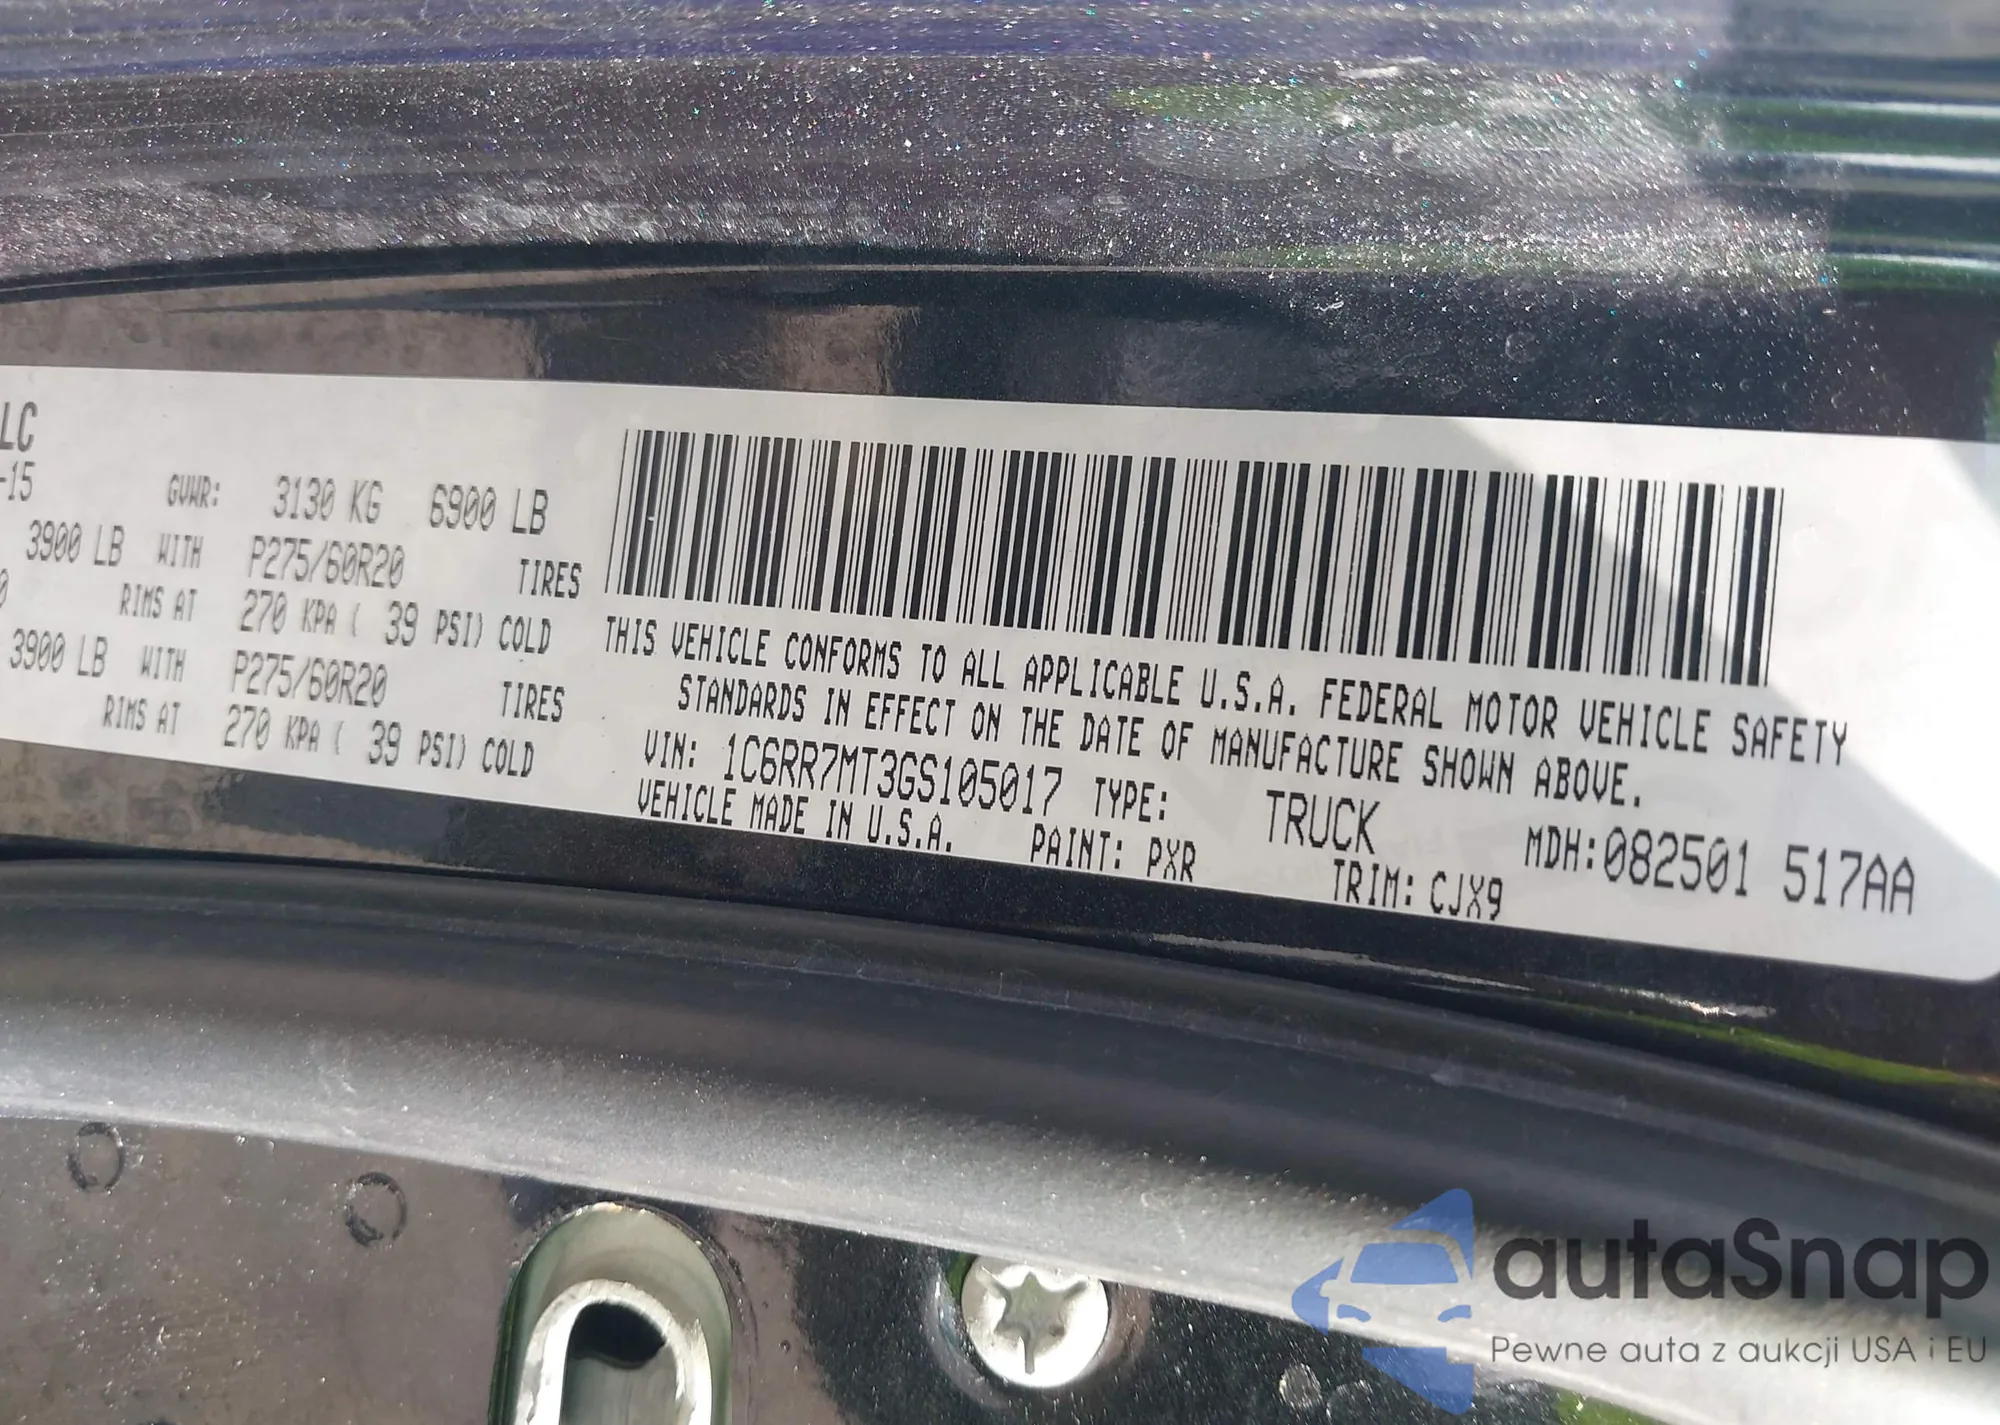 LC
-15
GVWR: 3130 KG 6900 LB
3900 LB WITH P275/60R20 TIRES
0 RIMS AT 270 KPA ( 39 PSI) COLD
3900 LB WITH P275/60R20 TIRES
RIMS AT 270 KPA ( 39 PSI) COLD
THIS VEHICLE CONFORMS TO ALL APPLICABLE U.S.A. FEDERAL MOTOR VEHICLE SAFETY
STANDARDS IN EFFECT ON THE DATE OF MANUFACTURE SHOWN ABOVE.
VIN: 1C6RR7MT3GS105017 TYPE: TRUCK MDH:082501 517AA
VEHICLE MADE IN U.S.A. PAINT: PXR TRIM: CJX9
autaSnap
Pewne auta z aukcji USA i EU